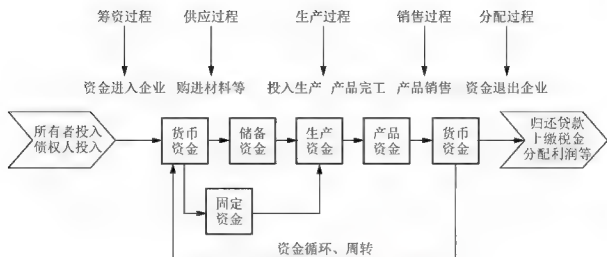 筹资过程 供应过程 生产过程 销售过程 分配过程
资金进入企业 购进材料等 投入生产 产品完工 产品销售 资金退出企业
所有者投入
债权人投入
货币
资金
储备
资金
生产
资金
产品
资金
货币
资金
归还贷款
上缴税金
分配利润等
固定
资金
资金循环、周转